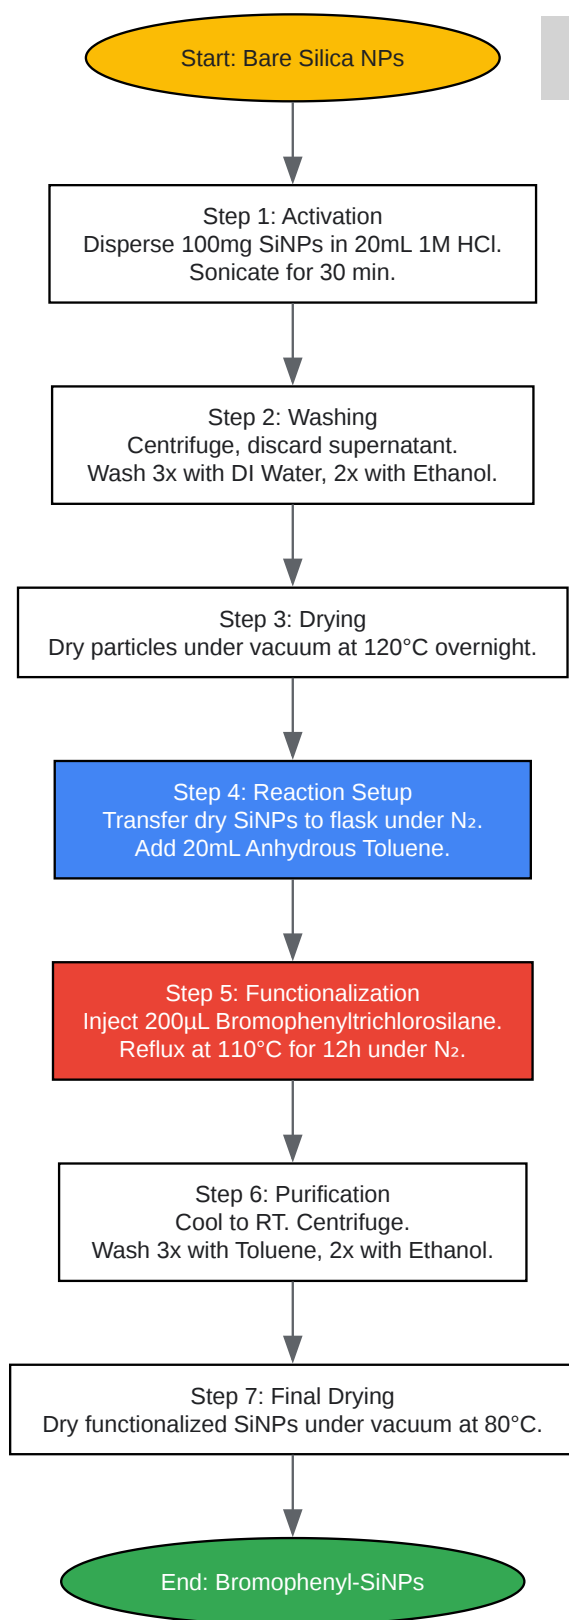 Start: Bare Silica NPs
Step 1: Activation
Disperse 100mg SiNPs in 20mL 1M HCl.
Sonicate for 30 min.
Step 2: Washing
Centrifuge, discard supernatant.
Wash 3x with DI Water, 2x with Ethanol.
Step 3: Drying
Dry particles under vacuum at 120°C overnight.
Step 4: Reaction Setup
Transfer dry SiNPs to flask under N₂.
Add 20mL Anhydrous Toluene.
Step 5: Functionalization
Inject 200µL Bromophenyltrichlorosilane.
Reflux at 110°C for 12h under N₂.
Step 6: Purification
Cool to RT. Centrifuge.
Wash 3x with Toluene, 2x with Ethanol.
Step 7: Final Drying
Dry functionalized SiNPs under vacuum at 80°C.
End: Bromophenyl-SiNPs